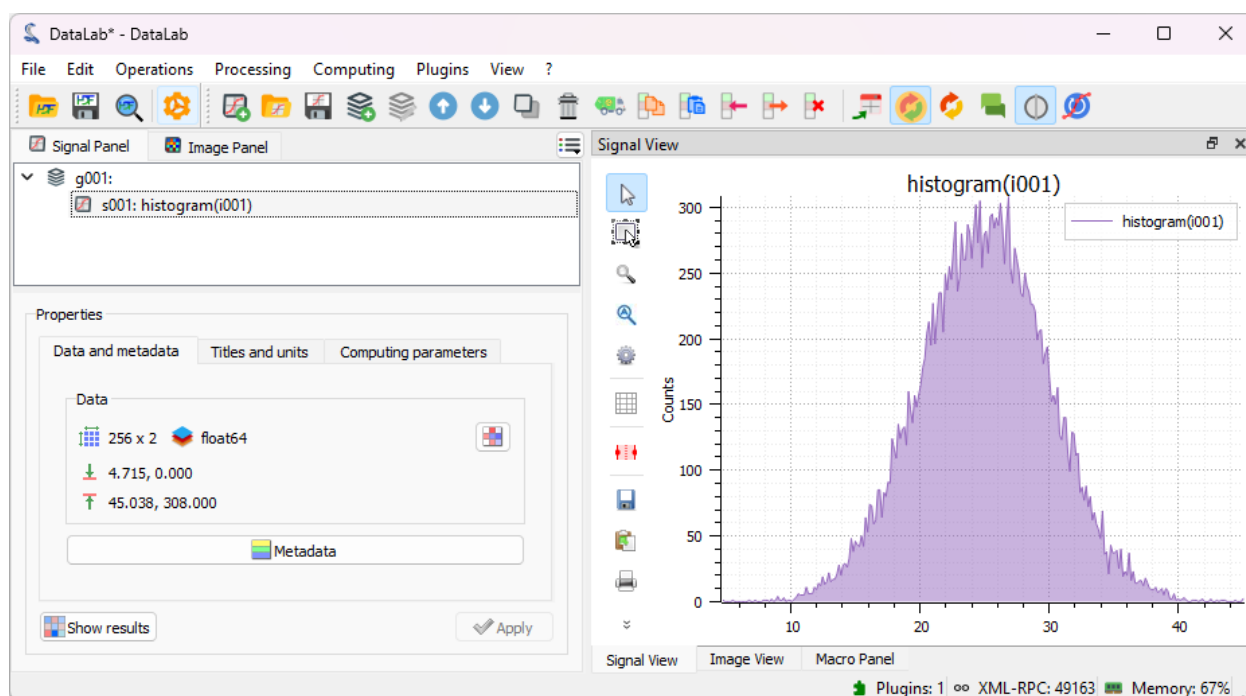 DataLab* - DataLab
File Edit Operations Processing Computing Plugins View ?
Signal Panel Image Panel
g001:
s001: histogram(i001)
Properties
Data and metadata Titles and units Computing parameters
Data
256 x 2 float64
4.715, 0.000
45.038, 308.000
Metadata
Show results Apply
Signal View
histogram(i001)
histogram(i001)
300
250
200
150
100
50
0
Counts
10 20 30 40
Signal View Image View Macro Panel
Plugins: 1 XML-RPC: 49163 Memory: 67%